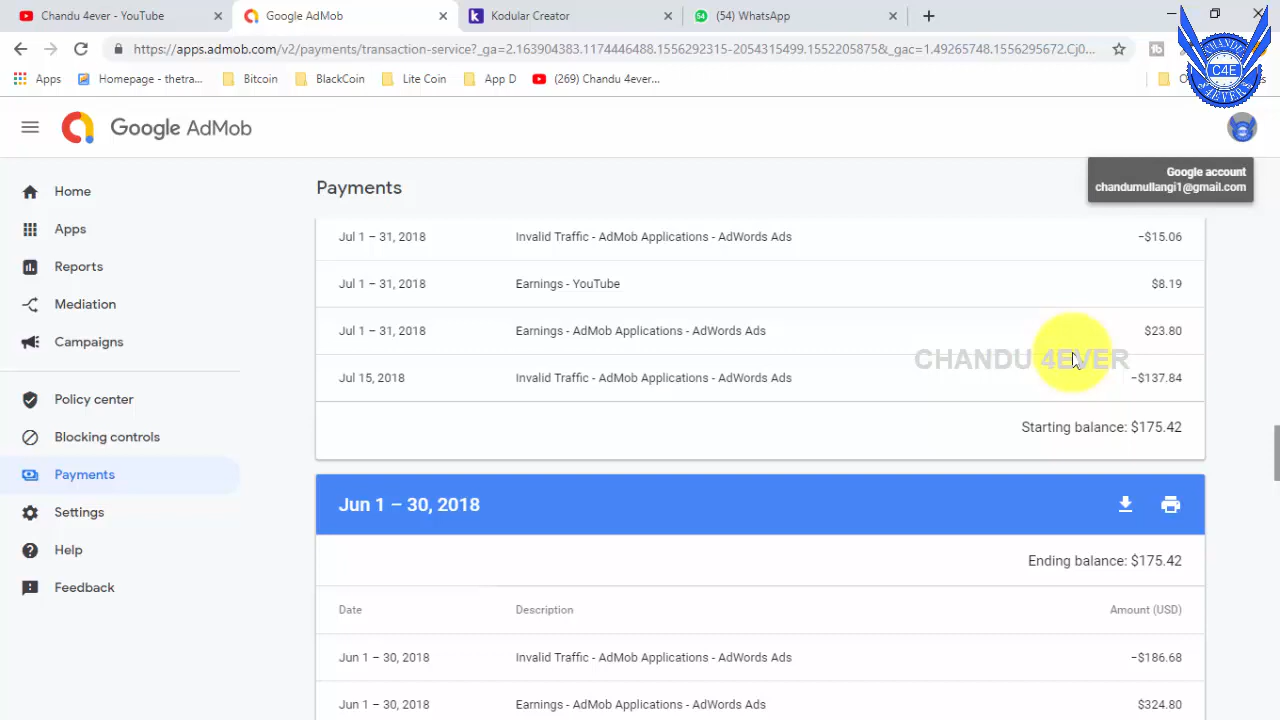 Chandu 4ever - YouTube
Google AdMob
Kodular Creator
(54) WhatsApp
https://apps.admob.com/v2/payments/transaction-service?_ga=2.163904383.1174446488.1556292315-2034315499.1552205875&_gac=1.49265748.1556295672.Cj0...
Apps
Homepage - thetra...
Bitcoin
BlackCoin
Lite Coin
App D
(269) Chandu 4ever...
CHANDU
C4E
4EVERS
Google AdMob
Google account
chandumullangi1@gmail.com
Home
Apps
Reports
Mediation
Campaigns
Policy center
Blocking controls
Payments
Settings
Help
Feedback
Payments
Jul 1 – 31, 2018 Invalid Traffic - AdMob Applications - AdWords Ads −$15.06
Jul 1 – 31, 2018 Earnings - YouTube $8.19
Jul 1 – 31, 2018 Earnings - AdMob Applications - AdWords Ads $23.80
CHANDU 4EVER
Jul 15, 2018 Invalid Traffic - AdMob Applications - AdWords Ads −$137.84
Starting balance: $175.42
Jun 1 – 30, 2018
Ending balance: $175.42
Date Description Amount (USD)
Jun 1 – 30, 2018 Invalid Traffic - AdMob Applications - AdWords Ads −$186.68
Jun 1 – 30, 2018 Earnings - AdMob Applications - AdWords Ads $324.80